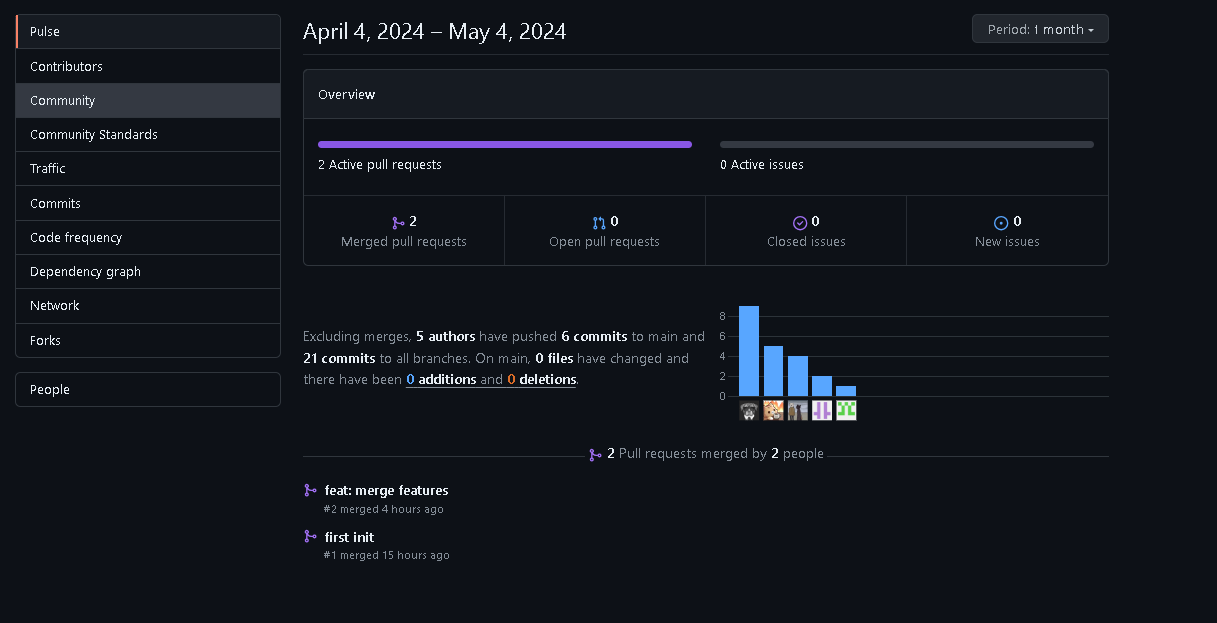 Pulse
Contributors
Community
Community Standards
Traffic
Commits
Code frequency
Dependency graph
Network
Forks
People
April 4, 2024 – May 4, 2024
Period: 1 month
Overview
2 Active pull requests
0 Active issues
2
Merged pull requests
0
Open pull requests
0
Closed issues
0
New issues
Excluding merges, 5 authors have pushed 6 commits to main and
21 commits to all branches. On main, 0 files have changed and
there have been 0 additions and 0 deletions.
8
6
4
2
0
2 Pull requests merged by 2 people
feat: merge features
#2 merged 4 hours ago
first init
#1 merged 15 hours ago